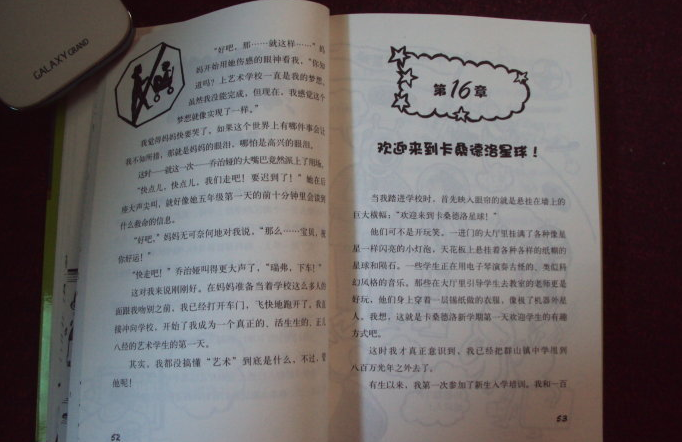 GALAXY GRAND
“好吧，那……就这样……”妈
妈开始用她伤感的眼神看我，“你知
道吗？上艺术学校一直是我的梦想，
虽然我没能完成，但现在，我感觉这个
梦想就像实现了一样。”
我觉得妈妈快要哭了。如果这个世界上有哪件事会让
我不知所措，那就是妈妈的眼泪，哪怕是高兴的眼泪。
这时——就这一次——乔治娅的大嘴巴竟然派上了用场。
“快点儿，快点儿，我们走吧！要迟到了！”她在后
座大声尖叫，就好像她五年级第一天的前十分钟里会谈到
什么救命的信息。
“好吧。”妈妈无可奈何地对我说，“那么……宝贝，祝
你好运！”
“快走吧！”乔治娅叫得更大声了，“瑞弗，下车！”
这对我来说刚刚好。在妈妈准备当着学校这么多人的
面跟我吻别之前，我已经打开车门，飞快地跑开了。我直
接冲向学校，开始了我成为一个真正的、活生生的、正儿
八经的艺术学生的第一天。
其实，我都没搞懂“艺术”到底是什么，不过，管
他呢！
52
第16章
欢迎来到卡桑德洛星球！
当我踏进学校时，首先映入眼帘的就是悬挂在墙上的
巨大横幅：“欢迎来到卡桑德洛星球！”
他们可不是开玩笑。一进门的大厅里挂满了各种像星
星一样闪亮的小灯泡，天花板上悬挂着各种各样的纸糊的
星球和陨石。一些学生正在用电子琴演奏古怪的、类似科
幻风格的音乐。那些在大厅里引导学生去教室的老师更是
好玩，他们身上穿着一层锡纸做的衣服，像极了机器外星
人。我想，这就是卡桑德洛新学期第一天欢迎学生的有趣
方式吧。
这时我才真正意识到，我已经把群山镇中学甩到
八百万光年之外去了。
有生以来，我第一次参加了新生入学培训。我和一百
53